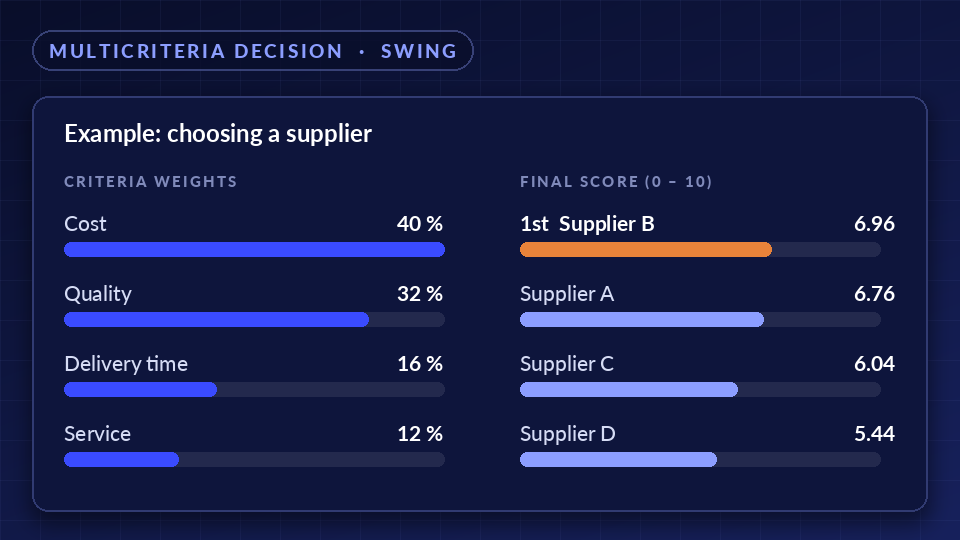 MULTICRITERIA DECISION · SWING
Example: choosing a supplier
CRITERIA WEIGHTS
Cost 40 %
Quality 32 %
Delivery time 16 %
Service 12 %
FINAL SCORE (0 – 10)
1st Supplier B 6.96
Supplier A 6.76
Supplier C 6.04
Supplier D 5.44